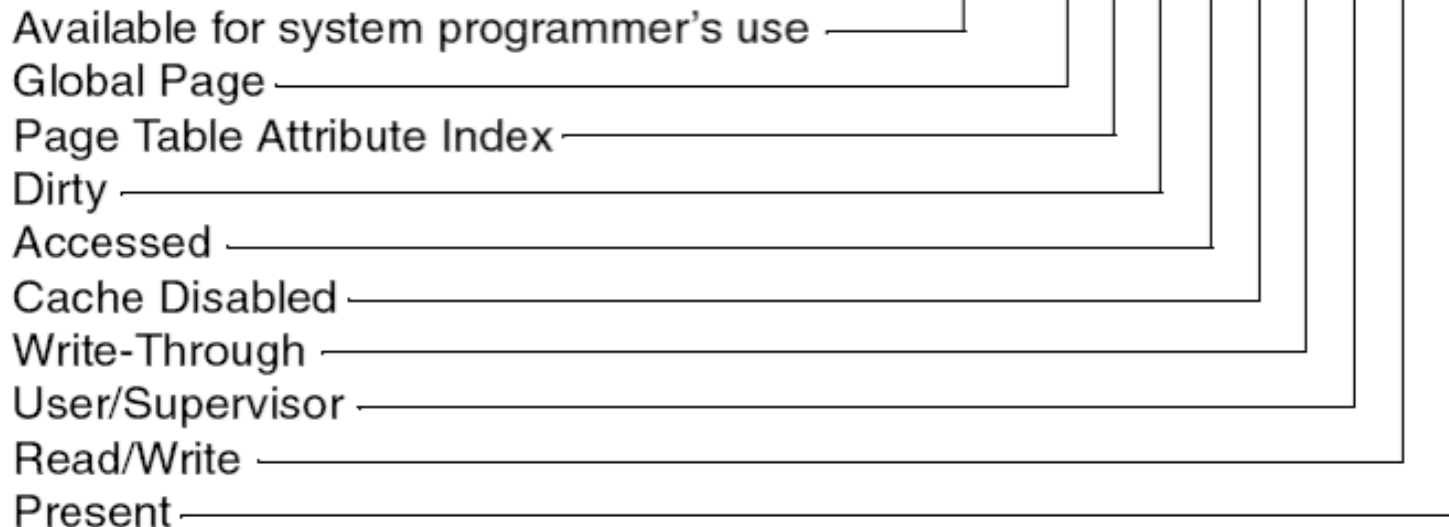 Available for system programmer’s use
Global Page
Page Table Attribute Index
Dirty
Accessed
Cache Disabled
Write-Through
User/Supervisor
Read/Write
Present